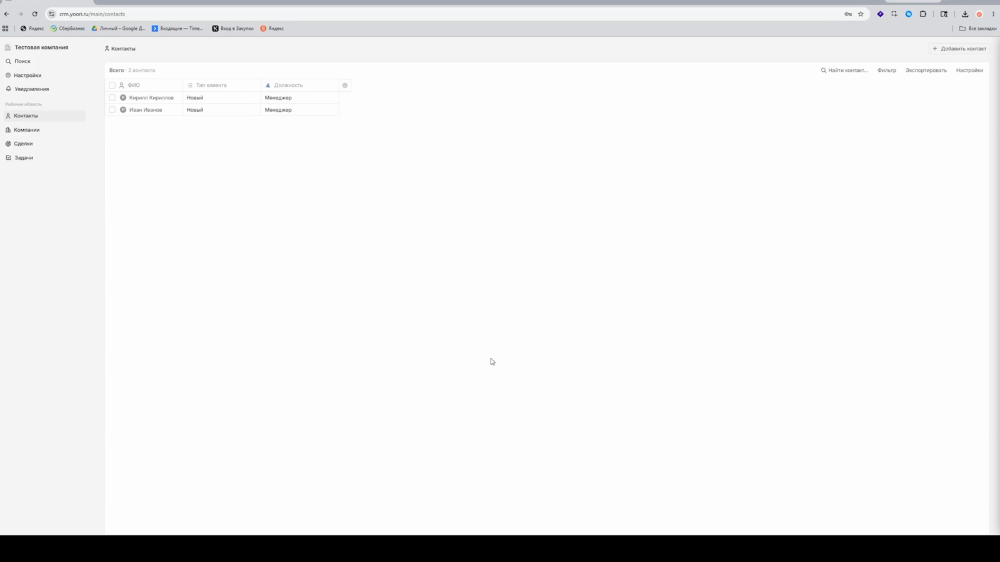 crm.yoori.ru/main/contacts
Яндекс СберБизнес Личный – Google Д... Входящие — Time... Вход в Закупки Яндекс Все закладки
Тестовая компания
Поиск
Настройки
Уведомления
Рабочая область
Контакты
Компании
Сделки
Задачи
Контакты
+ Добавить контакт
Всего · 2 контакта
Найти контакт... Фильтр Экспортировать Настройки
ФИО Тип клиента Должность
К Кирилл Кириллов Новый Менеджер
И Иван Иванов Новый Менеджер